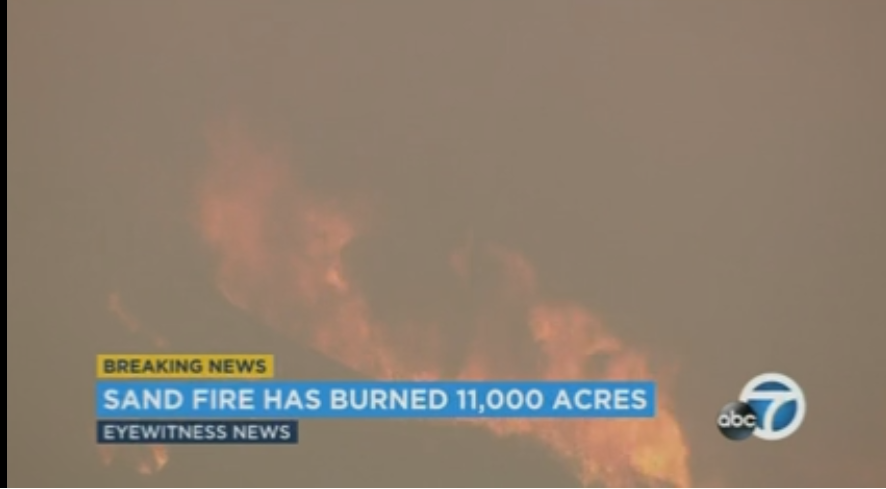 BREAKING NEWS
SAND FIRE HAS BURNED 11,000 ACRES
EYEWITNESS NEWS
abc 7